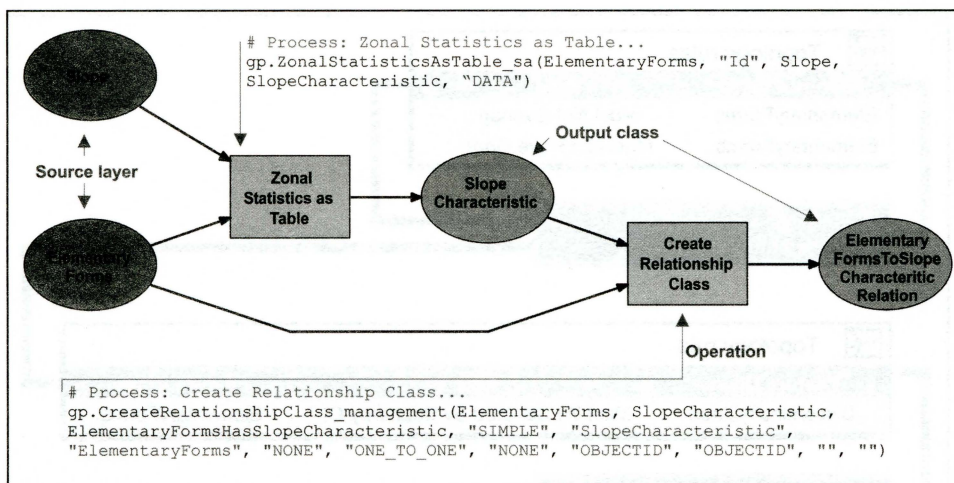 # Process: Zonal Statistics as Table...
gp.ZonalStatisticsAsTable_sa(ElementaryForms, "Id", Slope,
SlopeCharacteristic, “DATA")
Slope
Source layer
Elementary
Forms
Zonal
Statistics as
Table
Output class
Slope
Characteristic
Create
Relationship
Class
Elementary
FormsToSlope
Characteritic
Relation
Operation
# Process: Create Relationship Class...
gp.CreateRelationshipClass_management(ElementaryForms, SlopeCharacteristic,
ElementaryFormsHasSlopeCharacteristic, "SIMPLE", "SlopeCharacteristic",
"ElementaryForms", "NONE", "ONE_TO_ONE", "NONE", "OBJECTID", "OBJECTID", "", "")